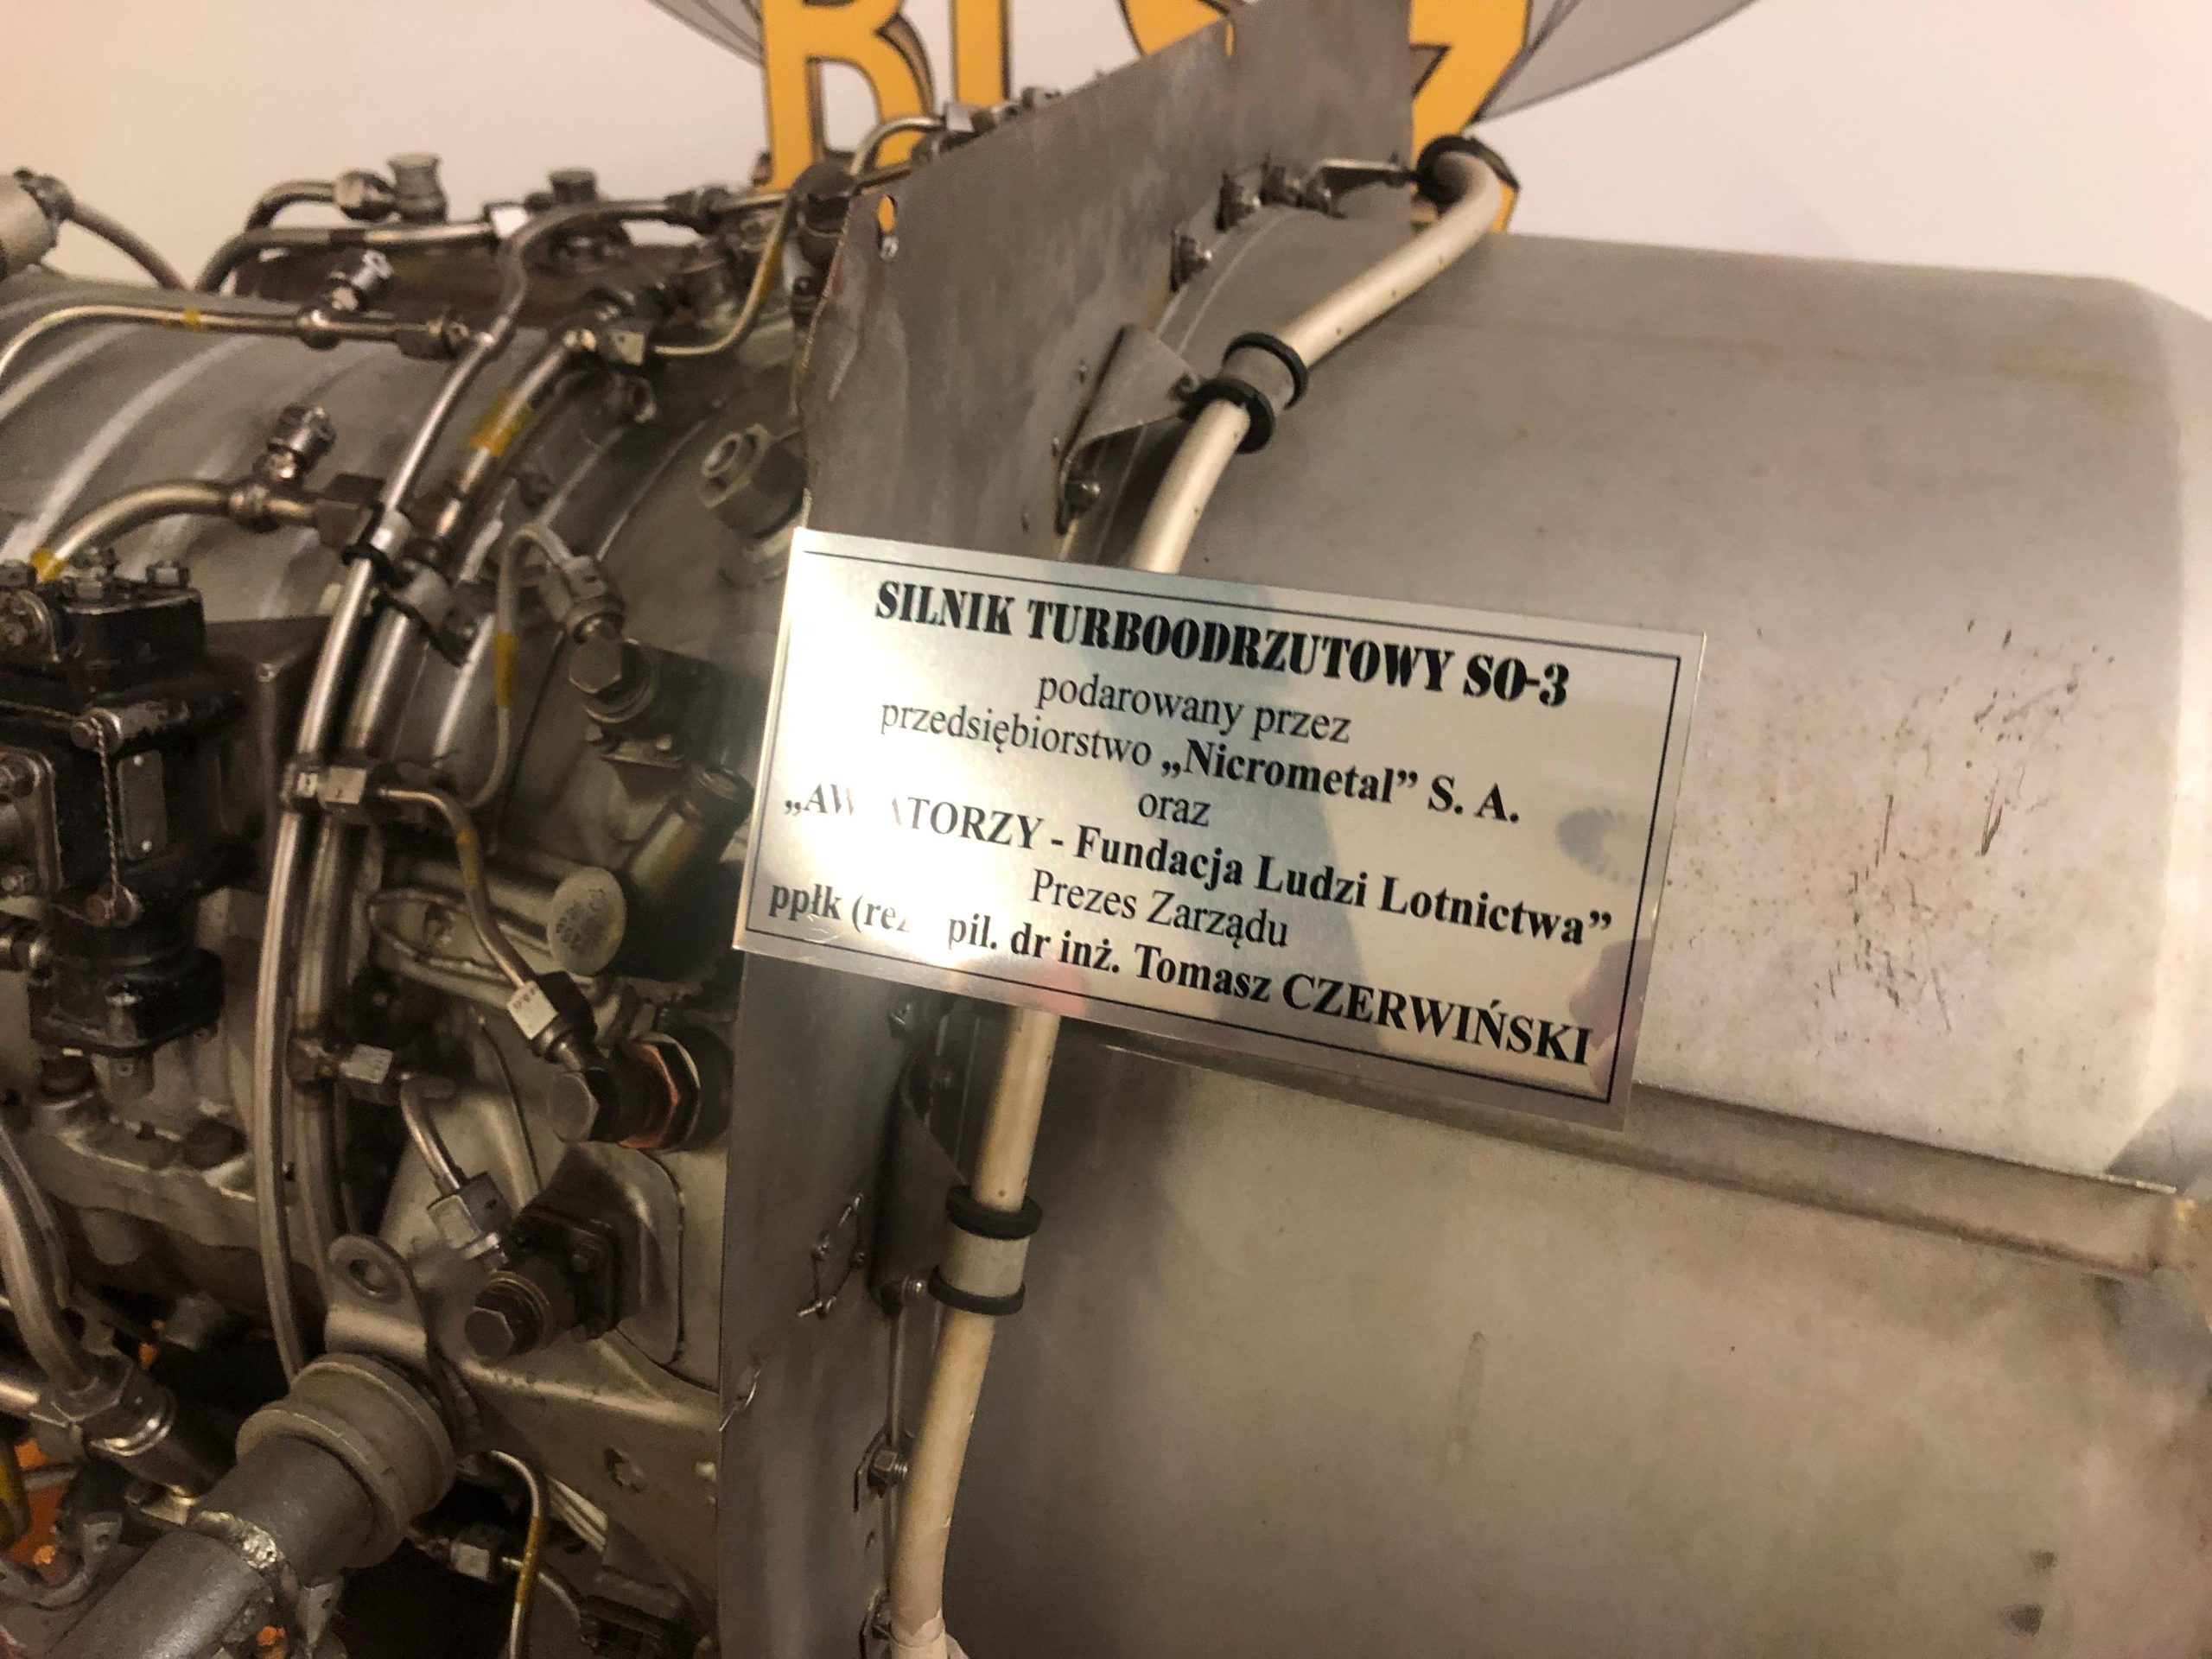 SILNIK TURBOODRZUTOWY SO-3
podarowany przez
przedsiębiorstwo „Nicrometal” S. A.
oraz
- Fundacja Ludzi Lotnictwa”
Prezes Zarządu
ppłk pil. dr inż. Tomasz CZERWIŃSKI